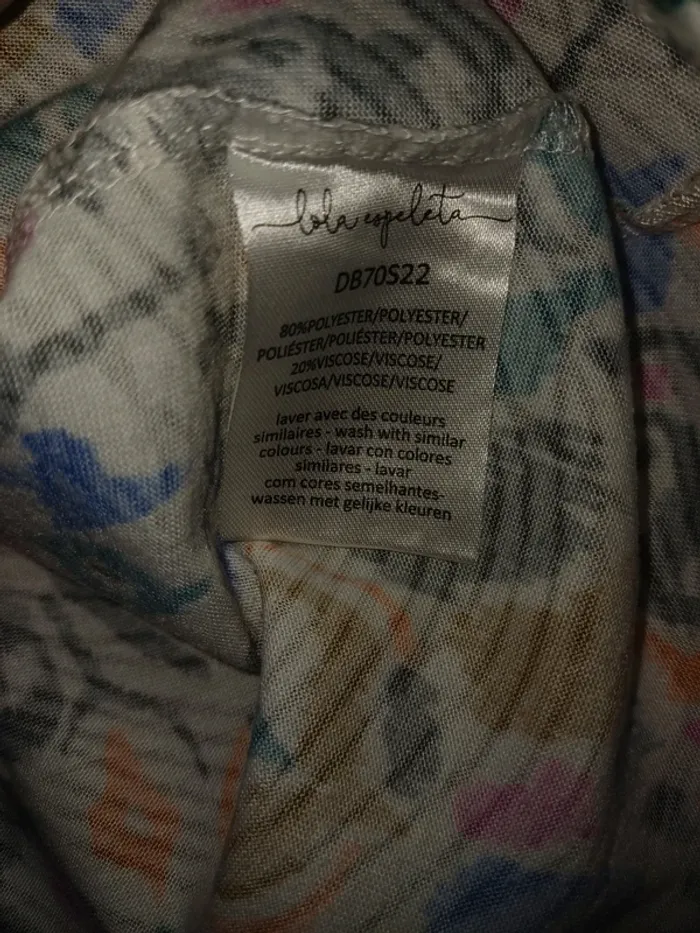 lola espeleta
DB70S22
80%POLYESTER/POLYESTER/
POLIÉSTER/POLIÉSTER/POLYESTER
20%VISCOSE/VISCOSE/
VISCOSA/VISCOSE/VISCOSE
laver avec des couleurs
similaires - wash with similar
colours - lavar con colores
similares - lavar
com cores semelhantes-
wassen met gelijke kleuren